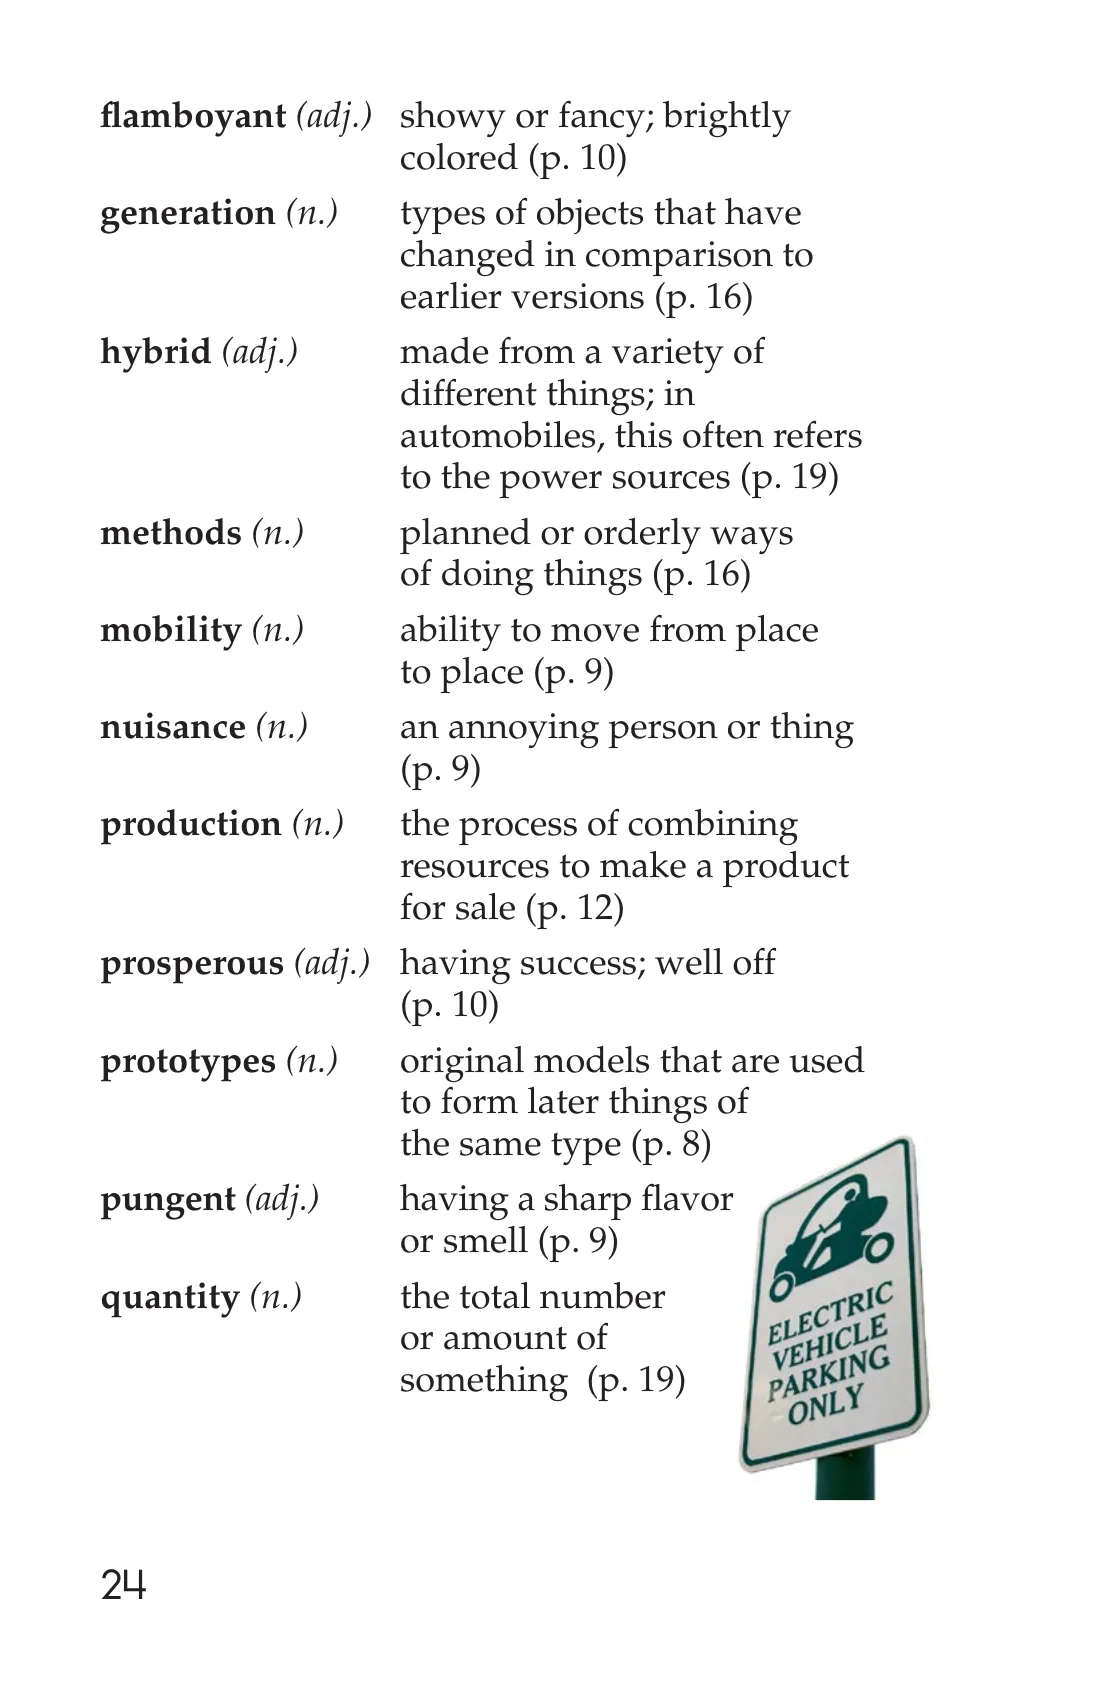 flamboyant (adj.) showy or fancy; brightly
colored (p. 10)
generation (n.) types of objects that have
changed in comparison to
earlier versions (p. 16)
hybrid (adj.) made from a variety of
different things; in
automobiles, this often refers
to the power sources (p. 19)
methods (n.) planned or orderly ways
of doing things (p. 16)
mobility (n.) ability to move from place
to place (p. 9)
nuisance (n.) an annoying person or thing
(p. 9)
production (n.) the process of combining
resources to make a product
for sale (p. 12)
prosperous (adj.) having success; well off
(p. 10)
prototypes (n.) original models that are used
to form later things of
the same type (p. 8)
pungent (adj.) having a sharp flavor
or smell (p. 9)
quantity (n.) the total number
or amount of
something (p. 19)
ELECTRIC
VEHICLE
PARKING
ONLY
24